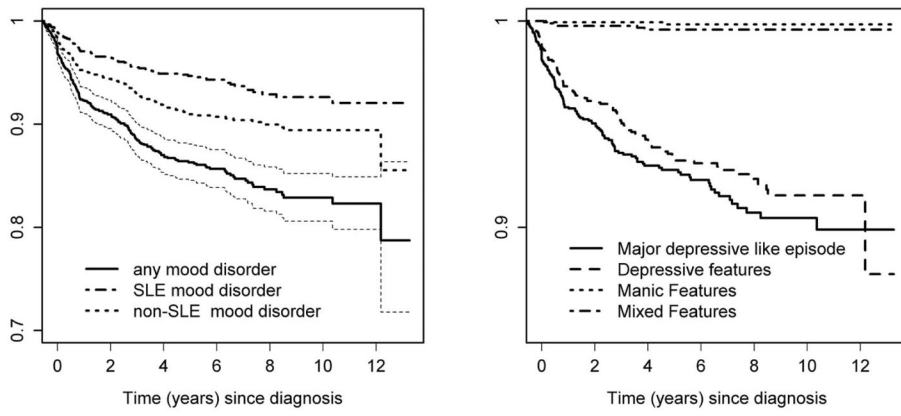 1
0.9
0.8
0.7
any mood disorder
SLE mood disorder
non-SLE mood disorder
0 2 4 6 8 10 12
Time (years) since diagnosis
1
0.9
Major depressive like episode
Depressive features
Manic Features
Mixed Features
0 2 4 6 8 10 12
Time (years) since diagnosis